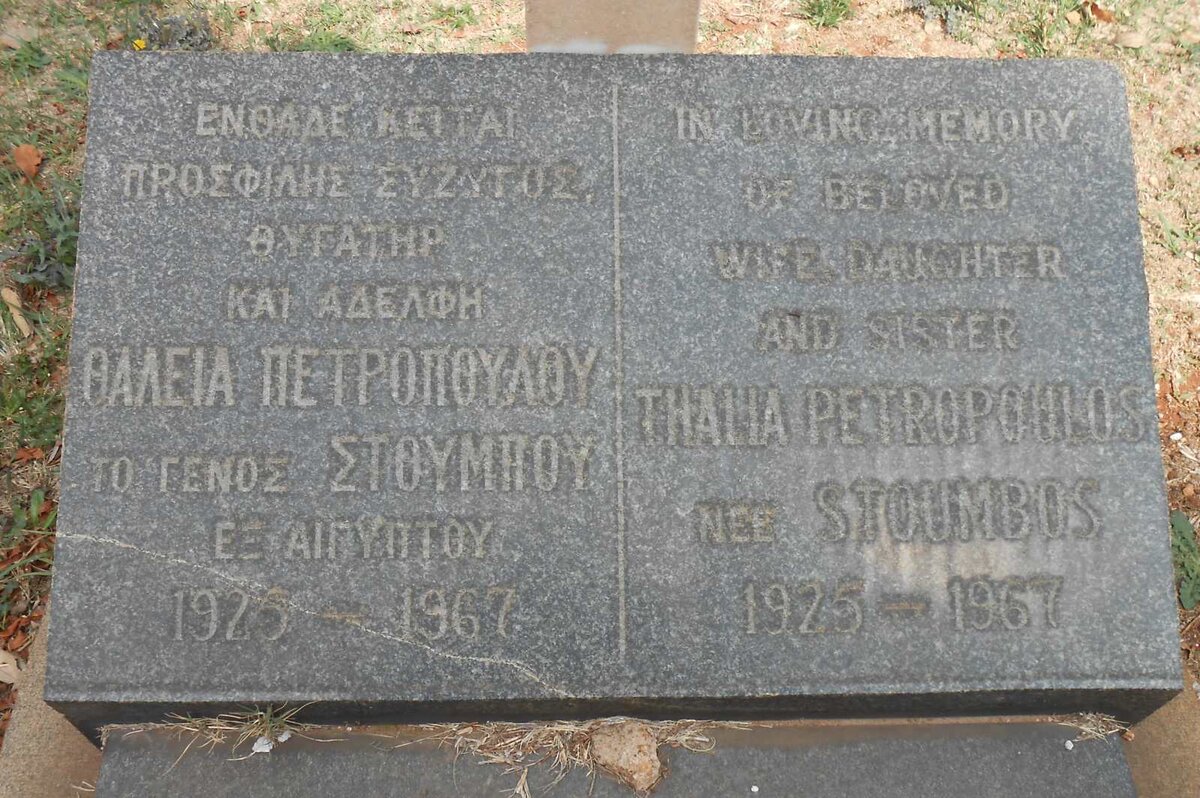 ΕΝΘΑΔΕ ΚΕΙΤΑΙ
ΠΡΟΣΦΙΛΗΣ ΣΥΖΥΓΟΣ,
ΘΥΓΑΤΗΡ
ΚΑΙ ΑΔΕΛΦΗ
ΘΑΛΕΙΑ ΠΕΤΡΟΠΟΥΛΟΥ
ΤΟ ΓΕΝΟΣ ΣΤΟΥΜΠΟΥ
ΕΞ ΑΙΓΥΠΤΟΥ
1925 – 1967
IN LOVING MEMORY
OF BELOVED
WIFE, DAUGHTER
AND SISTER
THALIA PETROPOULOS
NEE STOUMBOS
1925 – 1967